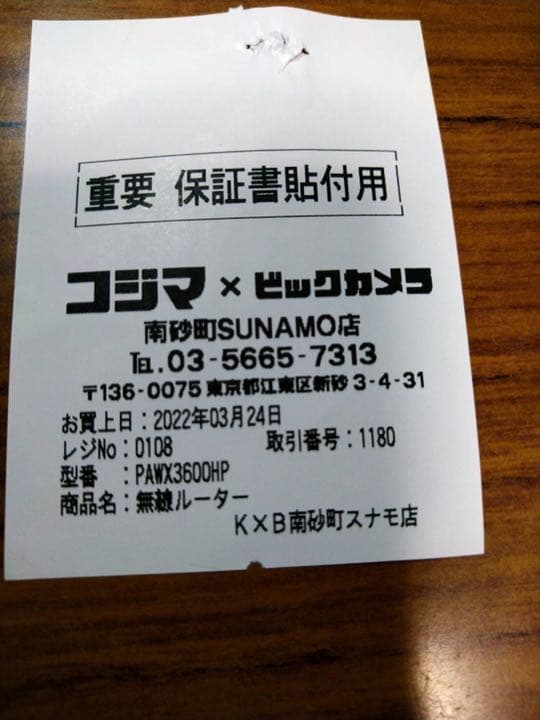 重要 保証書貼付用
コジマ×ビックカメラ
南砂町SUNAMO店
TEL.03-5665-7313
〒136-0075 東京都江東区新砂3-4-31
お買上日:2022年03月24日
レジNo:0108 取引番号:1180
型番 :PAWX3600HP
商品名:無線ルーター
K×B南砂町スナモ店